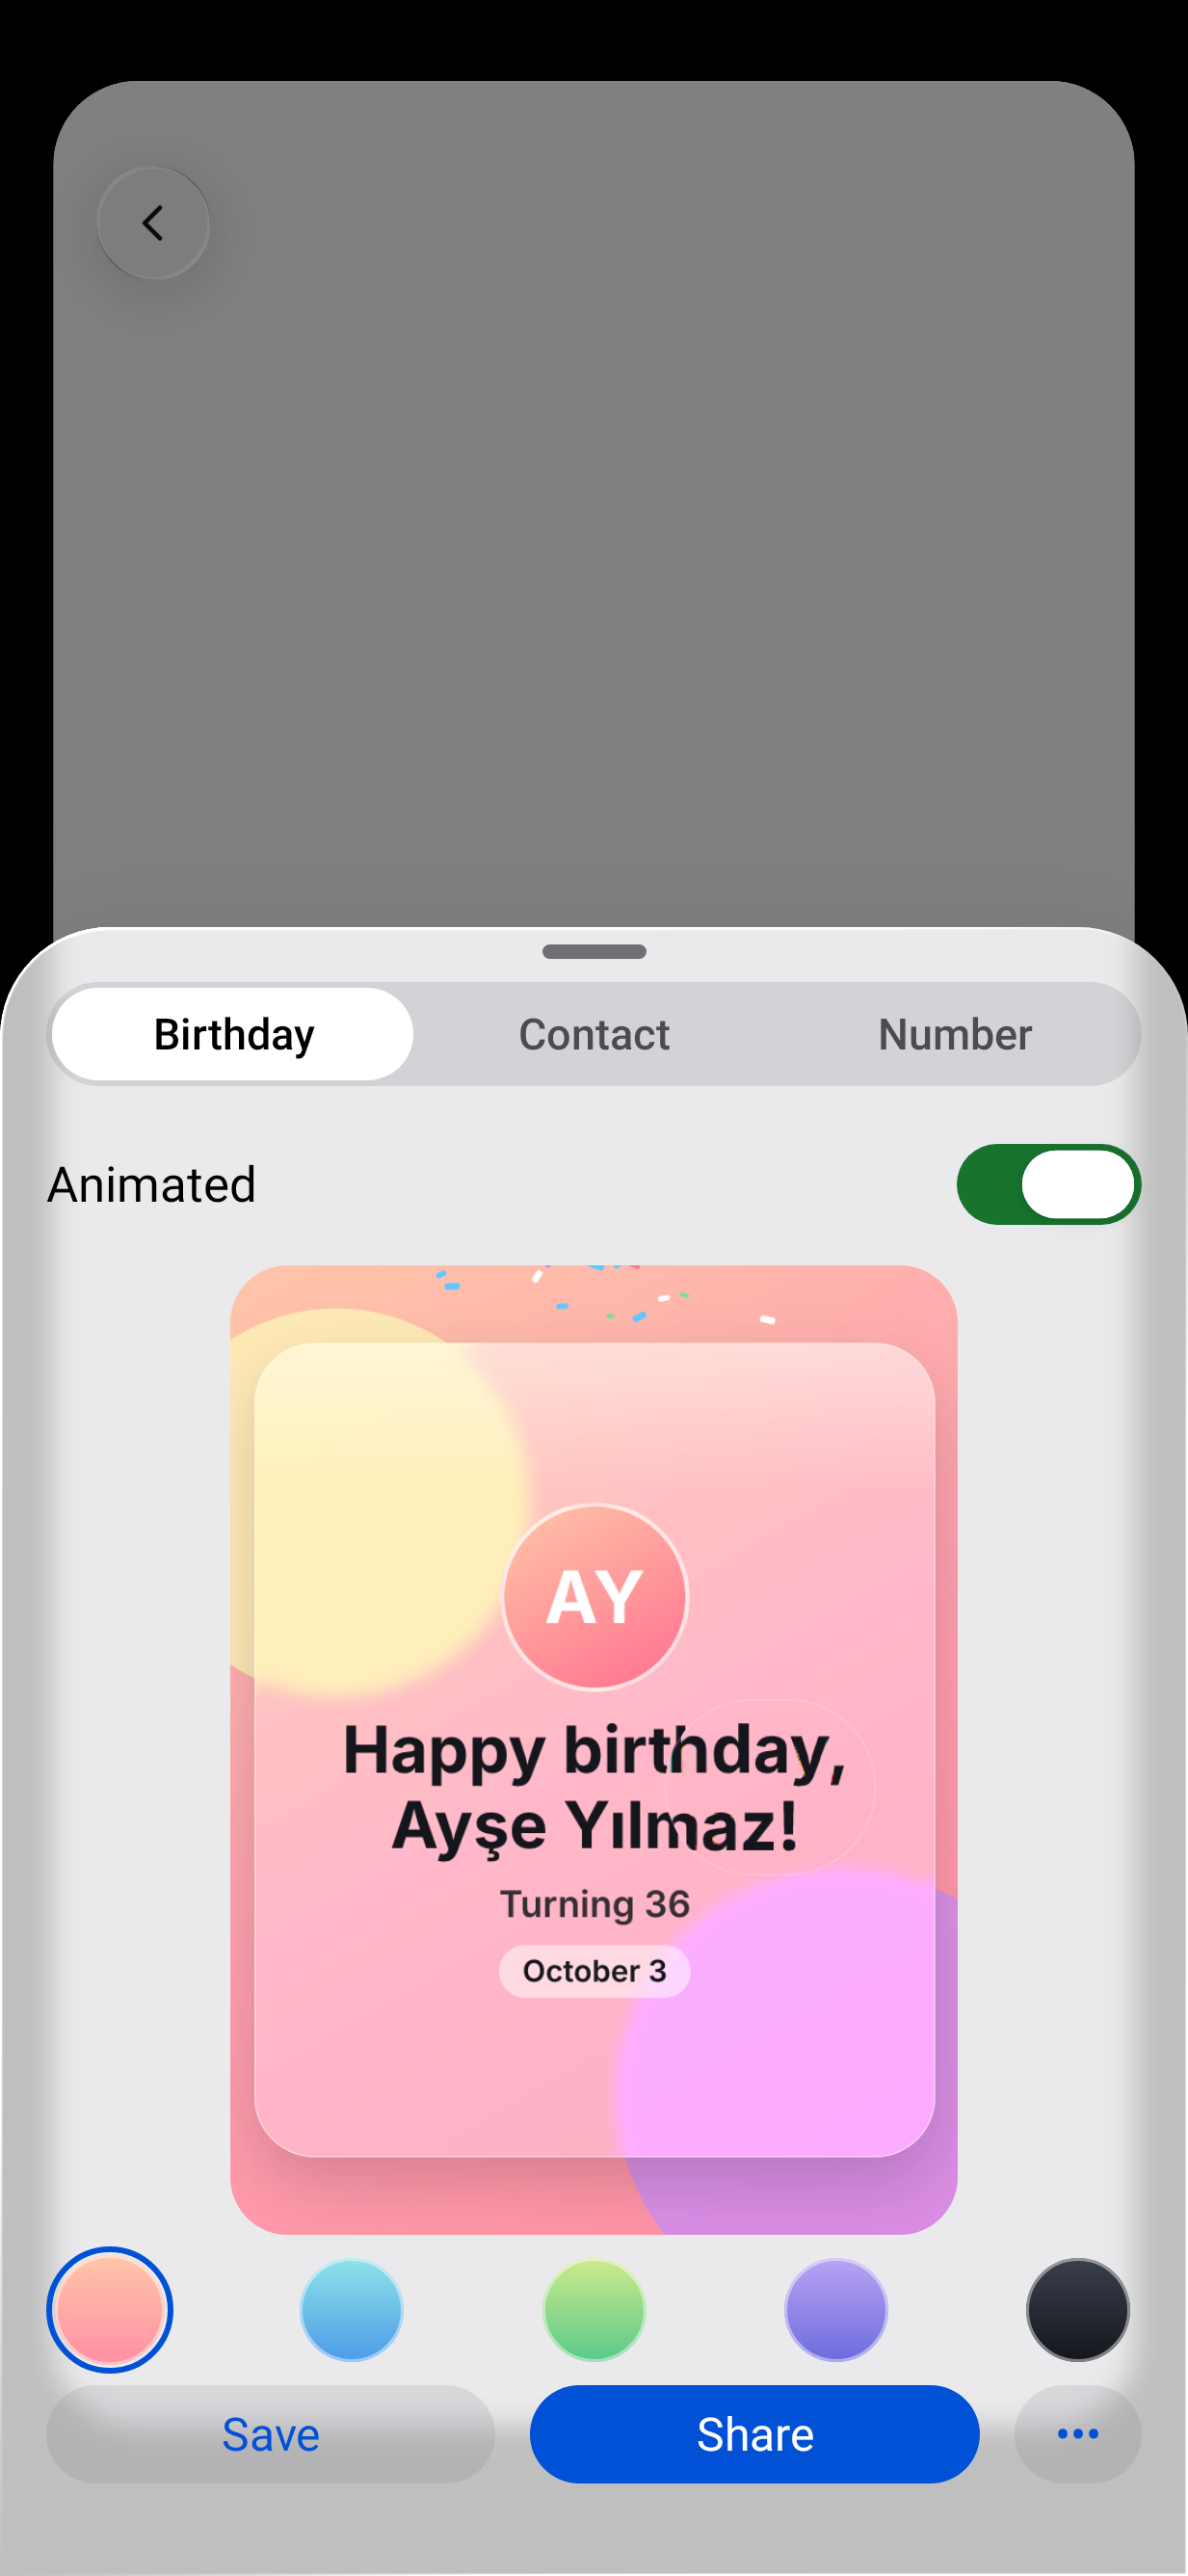 Birthday
Contact
Number
Animated
AY
Happy birthday,
Ayşe Yılmaz!
Turning 36
October 3
Save
Share